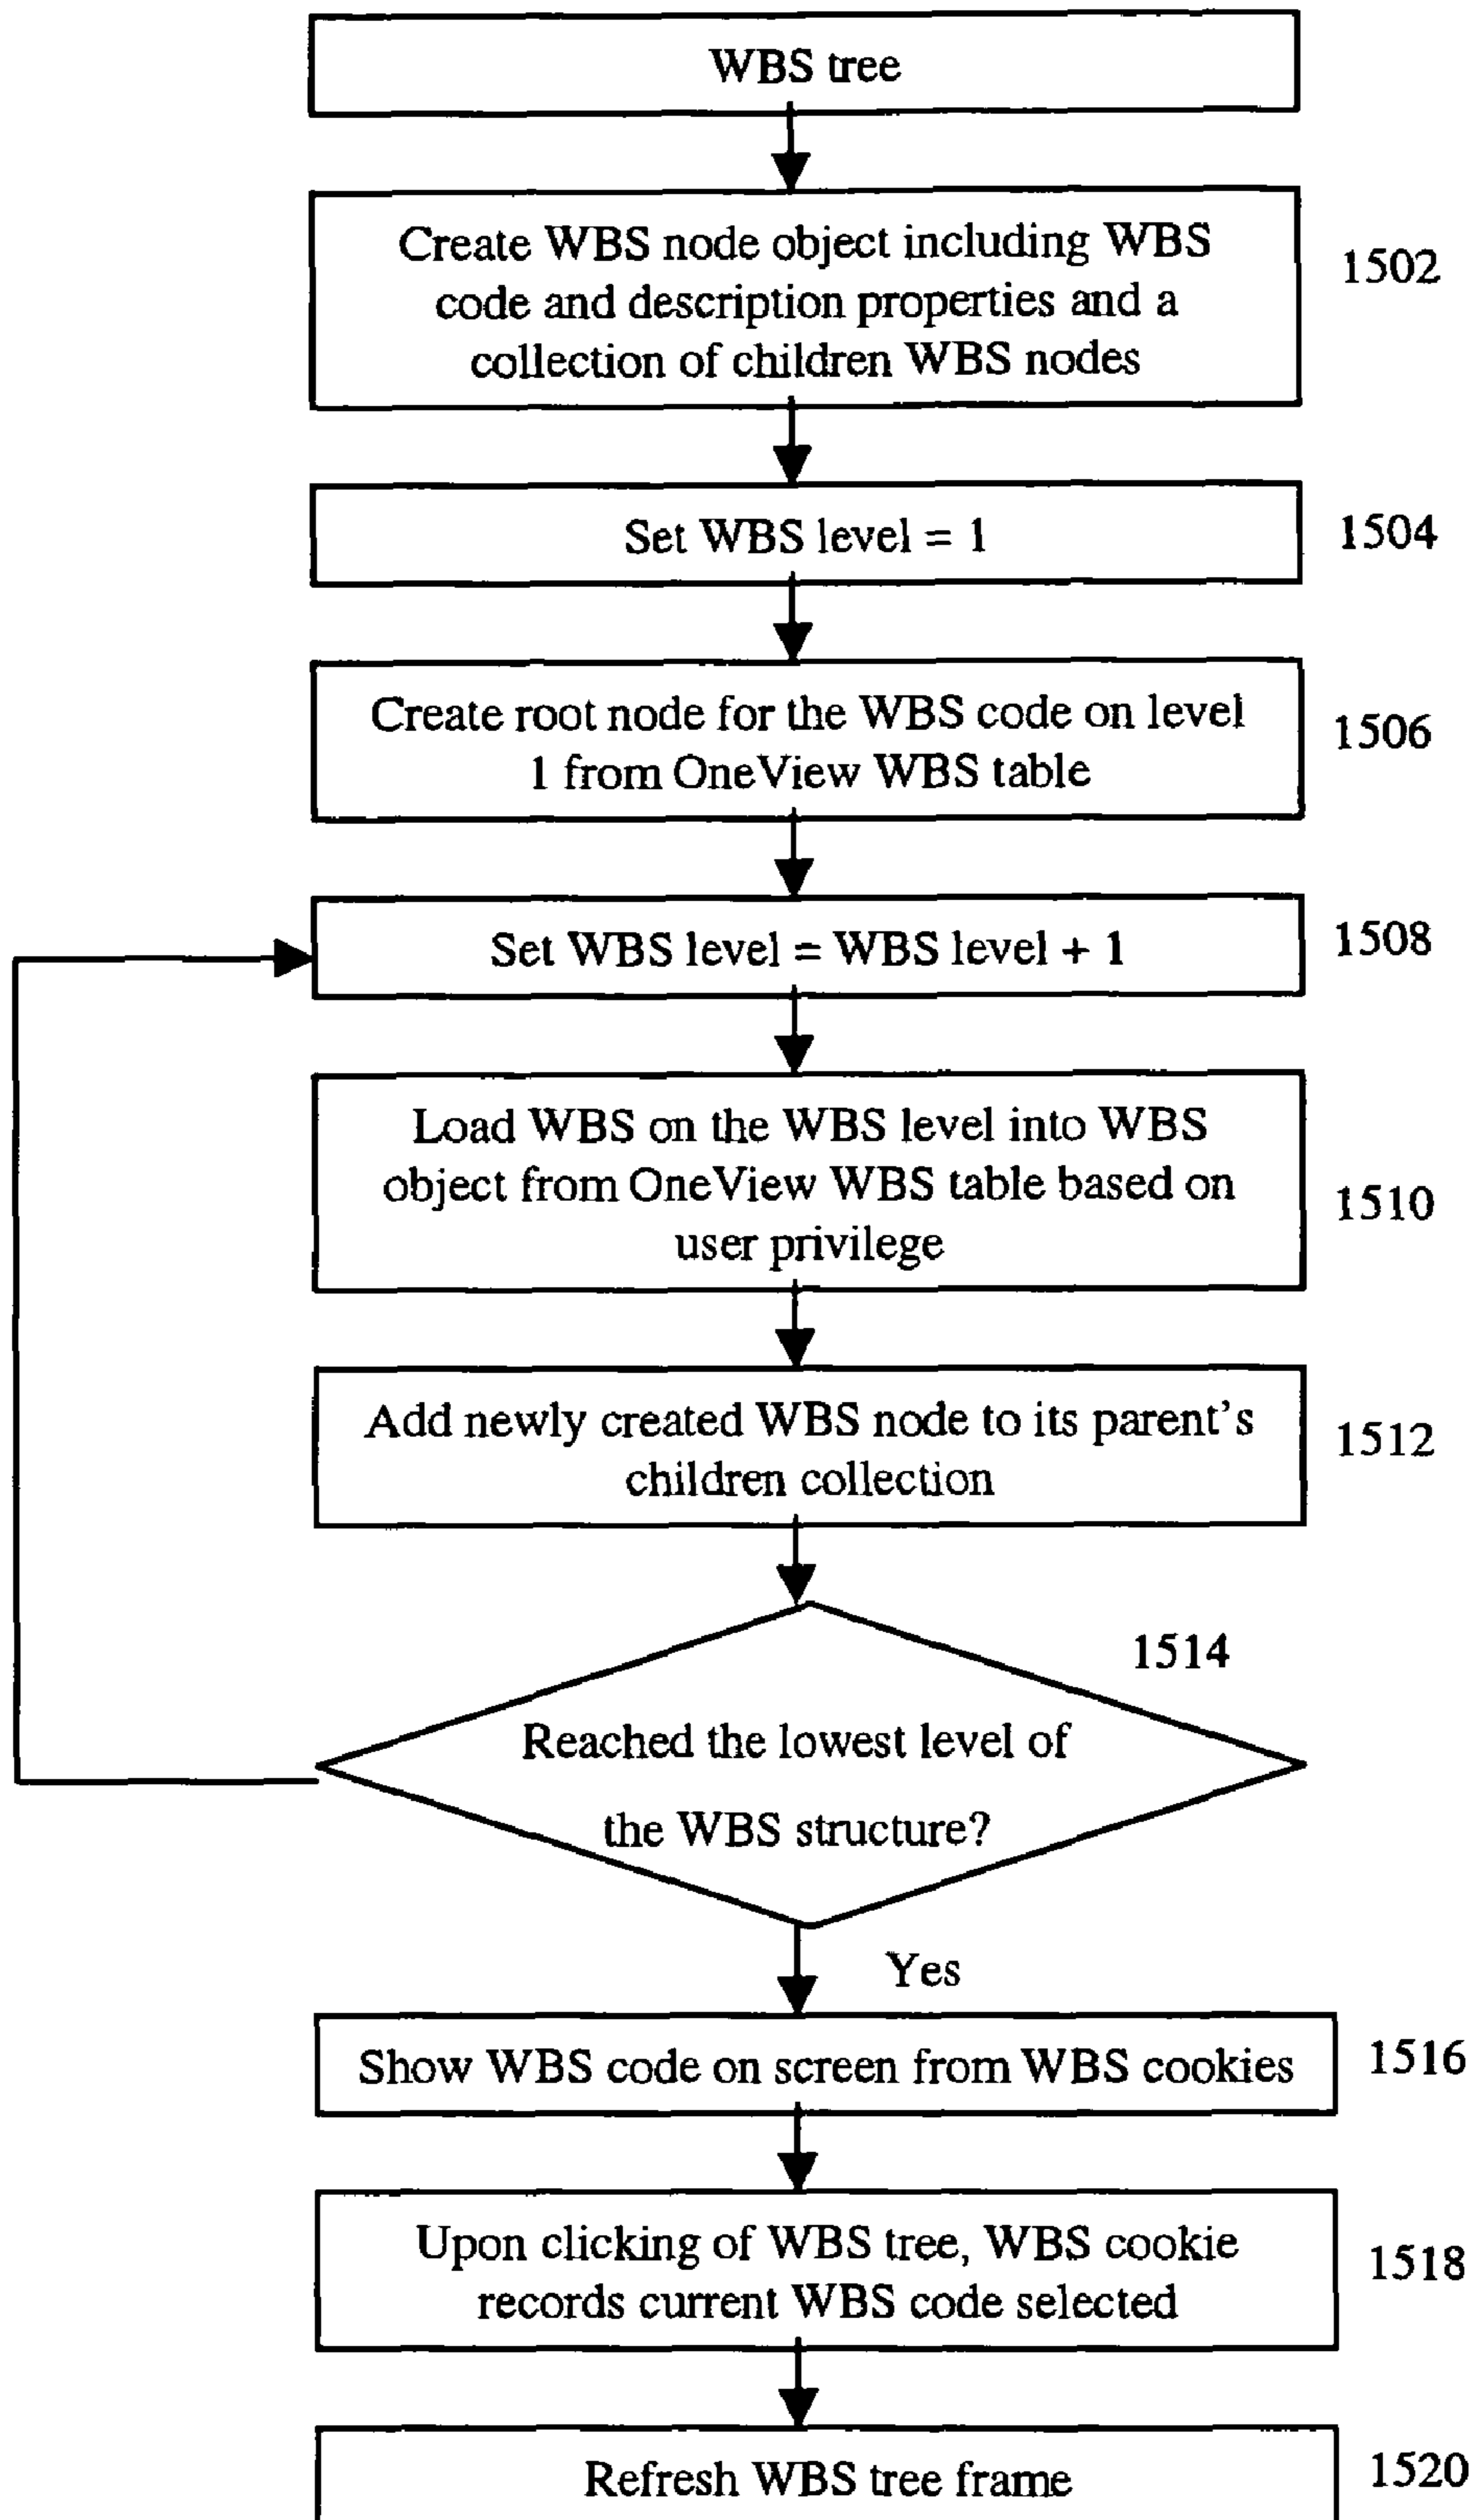 WBS tree
Create WBS node object including WBS
code and description properties and a
collection of children WBS nodes
1502
Set WBS level = 1
1504
Create root node for the WBS code on level
1 from OneView WBS table
1506
Set WBS level = WBS level + 1
1508
Load WBS on the WBS level into WBS
object from OneView WBS table based on
user privilege
1510
Add newly created WBS node to its parent's
children collection
1512
1514
Reached the lowest level of
the WBS structure?
Yes
Show WBS code on screen from WBS cookies
1516
Upon clicking of WBS tree, WBS cookie
records current WBS code selected
1518
Refresh WBS tree frame
1520